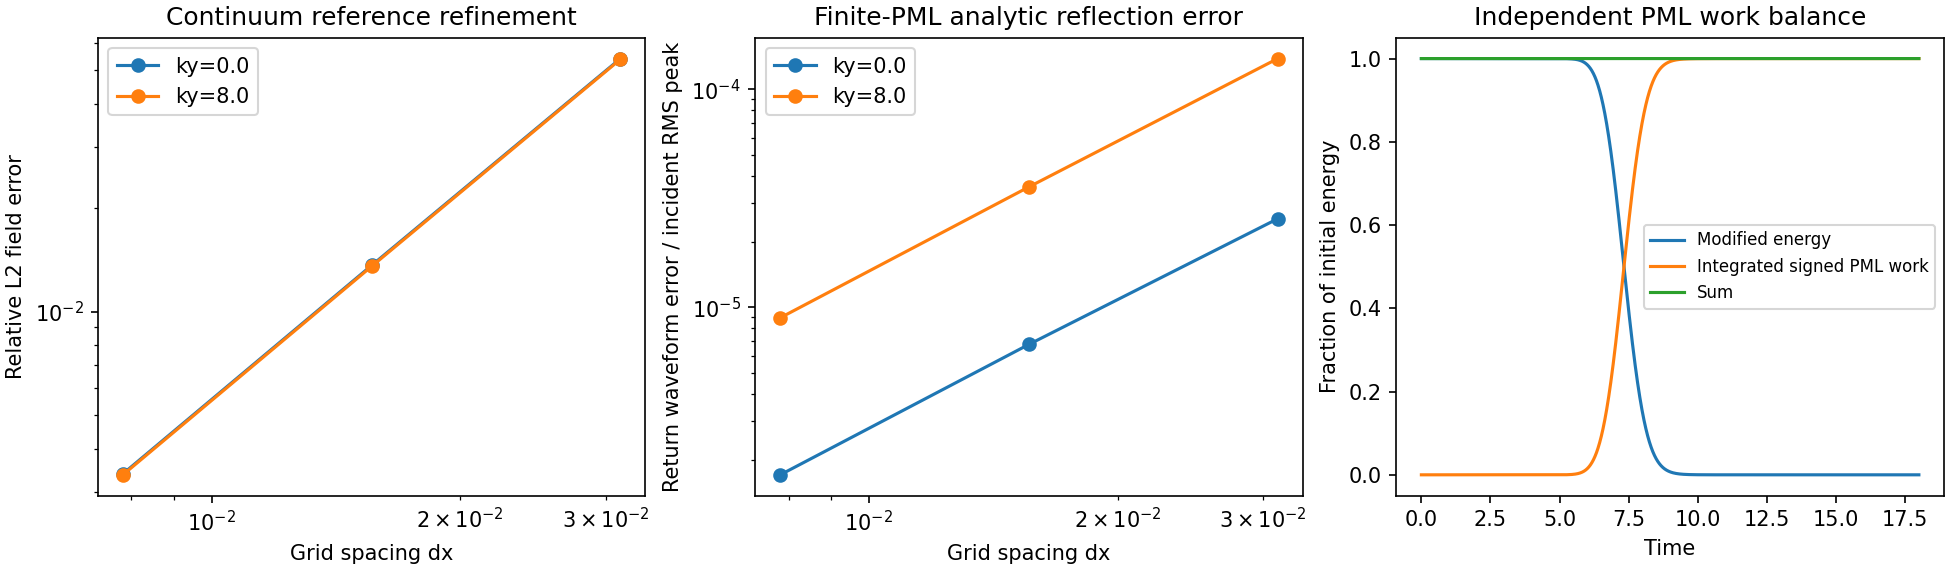 Continuum reference refinement
Relative L2 field error
10⁻²
ky=0.0
ky=8.0
10⁻²
2 × 10⁻²
3 × 10⁻²
Grid spacing dx
Finite-PML analytic reflection error
Return waveform error / incident RMS peak
10⁻⁴
10⁻⁵
ky=0.0
ky=8.0
10⁻²
2 × 10⁻²
3 × 10⁻²
Grid spacing dx
Independent PML work balance
Fraction of initial energy
1.0
0.8
0.6
0.4
0.2
0.0
Modified energy
Integrated signed PML work
Sum
0.0
2.5
5.0
7.5
10.0
12.5
15.0
17.5
Time